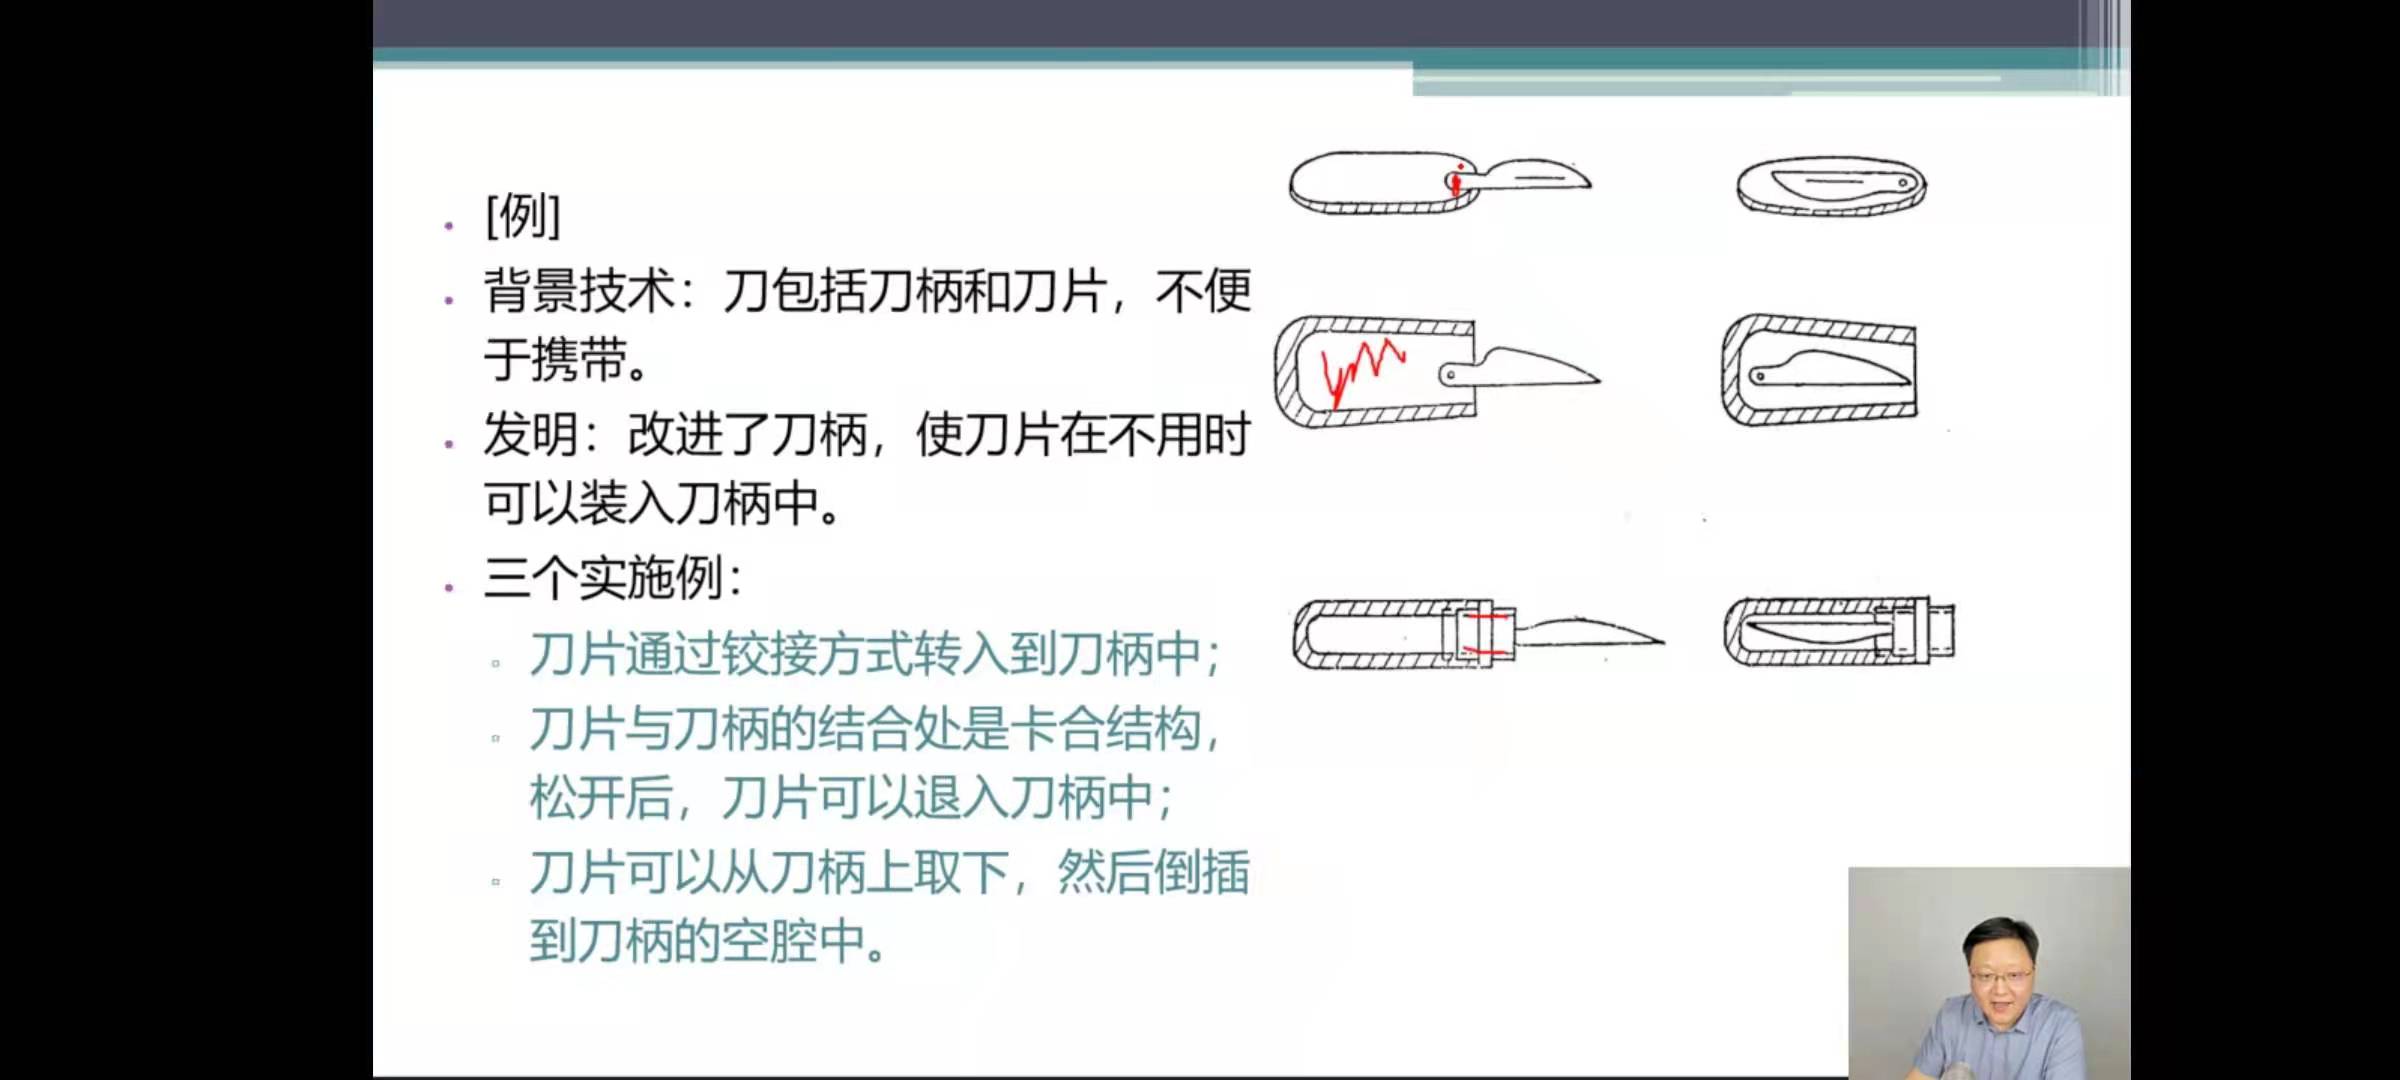 [例]
背景技术：刀包括刀柄和刀片，不便
于携带。
发明：改进了刀柄，使刀片在不用时
可以装入刀柄中。
三个实施例：
刀片通过铰接方式转入到刀柄中；
刀片与刀柄的结合处是卡合结构，
松开后，刀片可以退入刀柄中；
刀片可以从刀柄上取下，然后倒插
到刀柄的空腔中。